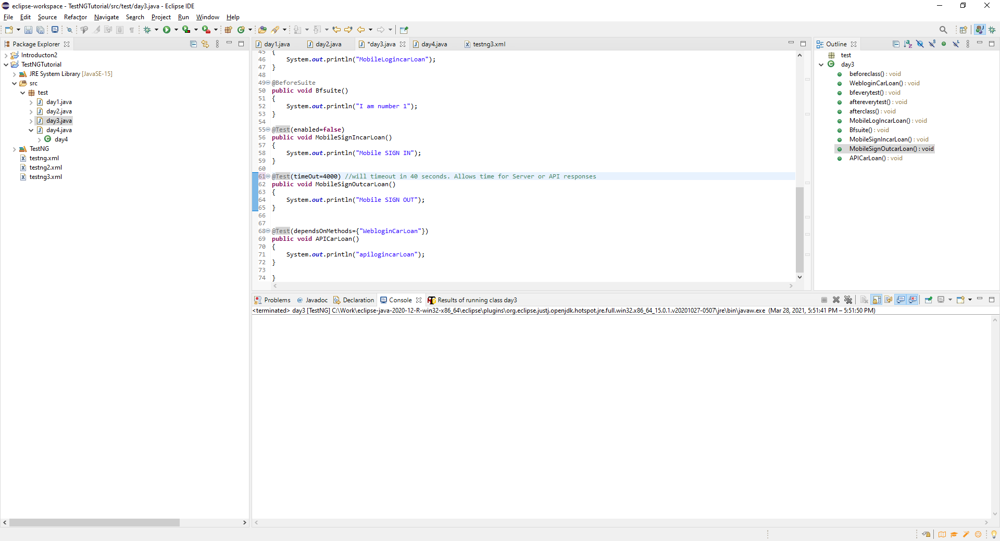 eclipse-workspace - TestNGTutorial/src/test/day3.java - Eclipse IDE
File Edit Source Refactor Navigate Search Project Run Window Help
Package Explorer
Introducton2
TestNGTutorial
JRE System Library [JavaSE-15]
src
test
day1.java
day2.java
day3.java
day4.java
day4
TestNG
testng.xml
testng2.xml
testng3.xml
day1.java day2.java *day3.java day4.java testng3.xml
45 {
46 System.out.println("MobileLogincarLoan");
47 }
48
49 @BeforeSuite
50 public void Bfsuite()
51 {
52 System.out.println("I am number 1");
53 }
54
55 @Test(enabled=false)
56 public void MobileSignIncarLoan()
57 {
58 System.out.println("Mobile SIGN IN");
59 }
60
61 @Test(timeOut=4000) //will timeout in 40 seconds. Allows time for Server or API responses
62 public void MobileSignOutcarLoan()
63 {
64 System.out.println("Mobile SIGN OUT");
65 }
66
67
68 @Test(dependsOnMethods={"WebloginCarLoan"})
69 public void APICarLoan()
70 {
71 System.out.println("apilogincarLoan");
72 }
73
74 }
Outline
test
day3
beforeclass() : void
WebloginCarLoan() : void
bfeverytest() : void
aftereverytest() : void
afterclass() : void
MobileLogIncarLoan() : void
Bfsuite() : void
MobileSignIncarLoan() : void
MobileSignOutcarLoan() : void
APICarLoan() : void
Problems @ Javadoc Declaration Console Results of running class day3
<terminated> day3 [TestNG] C:\Work\eclipse-java-2020-12-R-win32-x86_64\eclipse\plugins\org.eclipse.justj.openjdk.hotspot.jre.full.win32.x86_64_15.0.1.v20201027-0507\jre\bin\javaw.exe (Mar 28, 2021, 5:51:41 PM – 5:51:50 PM)